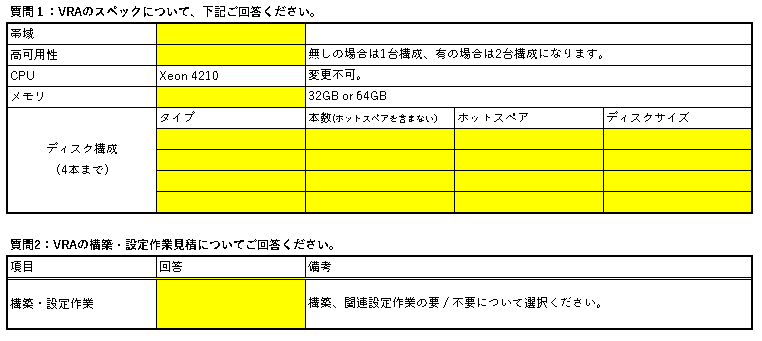 質問１：VRAのスペックについて、下記ご回答ください。
帯域
高可用性 無しの場合は1台構成、有の場合は2台構成になります。
CPU Xeon 4210 変更不可。
メモリ 32GB or 64GB
タイプ 本数(ホットスペアを含まない) ホットスペア ディスクサイズ
ディスク構成
（4本まで）
質問2：VRAの構築・設定作業見積についてご回答ください。
項目 回答 備考
構築・設定作業 構築、関連設定作業の要／不要について選択ください。